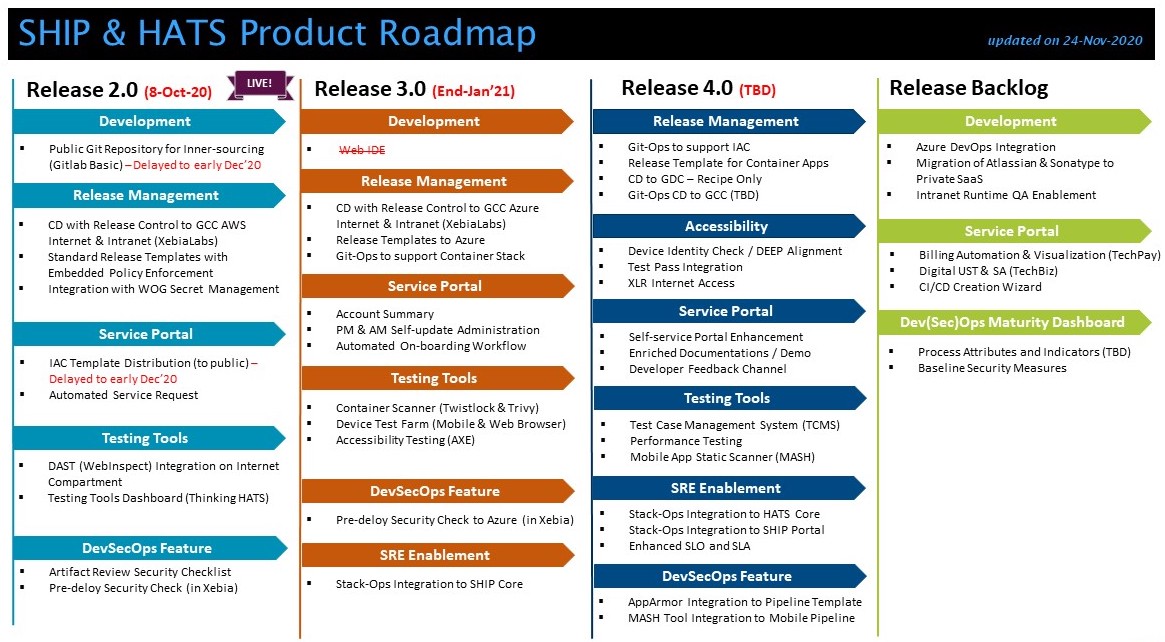 SHIP & HATS Product Roadmap
updated on 24-Nov-2020
Release 2.0 (8-Oct-20)
LIVE!
Development
▪ Public Git Repository for Inner-sourcing
(Gitlab Basic) – Delayed to early Dec'20
Release Management
▪ CD with Release Control to GCC AWS
Internet & Intranet (XebiaLabs)
▪ Standard Release Templates with
Embedded Policy Enforcement
▪ Integration with WOG Secret Management
Service Portal
▪ IAC Template Distribution (to public) –
Delayed to early Dec'20
▪ Automated Service Request
Testing Tools
▪ DAST (WebInspect) Integration on Internet
Compartment
▪ Testing Tools Dashboard (Thinking HATS)
DevSecOps Feature
▪ Artifact Review Security Checklist
▪ Pre-deloy Security Check (in Xebia)
Release 3.0 (End-Jan'21)
Development
▪ Web IDE
Release Management
▪ CD with Release Control to GCC Azure
Internet & Intranet (XebiaLabs)
▪ Release Templates to Azure
▪ Git-Ops to support Container Stack
Service Portal
▪ Account Summary
▪ PM & AM Self-update Administration
▪ Automated On-boarding Workflow
Testing Tools
▪ Container Scanner (Twistlock & Trivy)
▪ Device Test Farm (Mobile & Web Browser)
▪ Accessibility Testing (AXE)
DevSecOps Feature
▪ Pre-deloy Security Check to Azure (in Xebia)
SRE Enablement
▪ Stack-Ops Integration to SHIP Core
Release 4.0 (TBD)
Release Management
▪ Git-Ops to support IAC
▪ Release Template for Container Apps
▪ CD to GDC – Recipe Only
▪ Git-Ops CD to GCC (TBD)
Accessibility
▪ Device Identity Check / DEEP Alignment
▪ Test Pass Integration
▪ XLR Internet Access
Service Portal
▪ Self-service Portal Enhancement
▪ Enriched Documentations / Demo
▪ Developer Feedback Channel
Testing Tools
▪ Test Case Management System (TCMS)
▪ Performance Testing
▪ Mobile App Static Scanner (MASH)
SRE Enablement
▪ Stack-Ops Integration to HATS Core
▪ Stack-Ops Integration to SHIP Portal
▪ Enhanced SLO and SLA
DevSecOps Feature
▪ AppArmor Integration to Pipeline Template
▪ MASH Tool Integration to Mobile Pipeline
Release Backlog
Development
▪ Azure DevOps Integration
▪ Migration of Atlassian & Sonatype to
Private SaaS
▪ Intranet Runtime QA Enablement
Service Portal
▪ Billing Automation & Visualization (TechPay)
▪ Digital UST & SA (TechBiz)
▪ CI/CD Creation Wizard
Dev(Sec)Ops Maturity Dashboard
▪ Process Attributes and Indicators (TBD)
▪ Baseline Security Measures